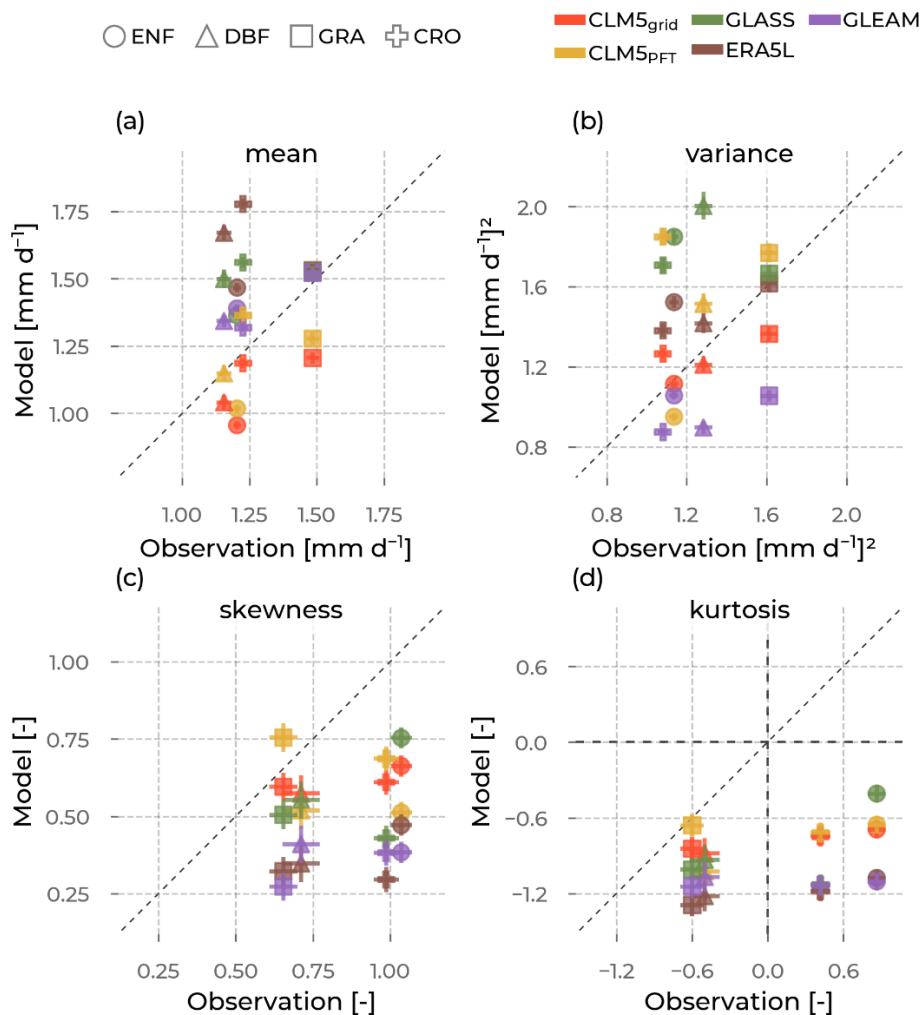 ENF DBF GRA CRO
CLM5grid GLASS GLEAM
CLM5PFT ERA5L
(a) (b)
mean variance
Model [mm d⁻¹]
1.75
1.50
1.25
1.00
1.00 1.25 1.50 1.75
Observation [mm d⁻¹]
Model [mm d⁻¹]²
2.0
1.6
1.2
0.8
0.8 1.2 1.6 2.0
Observation [mm d⁻¹]²
(c) (d)
skewness kurtosis
Model [-]
1.00
0.75
0.50
0.25
0.25 0.50 0.75 1.00
Observation [-]
Model [-]
0.6
0.0
−0.6
−1.2
−1.2 −0.6 0.0 0.6
Observation [-]